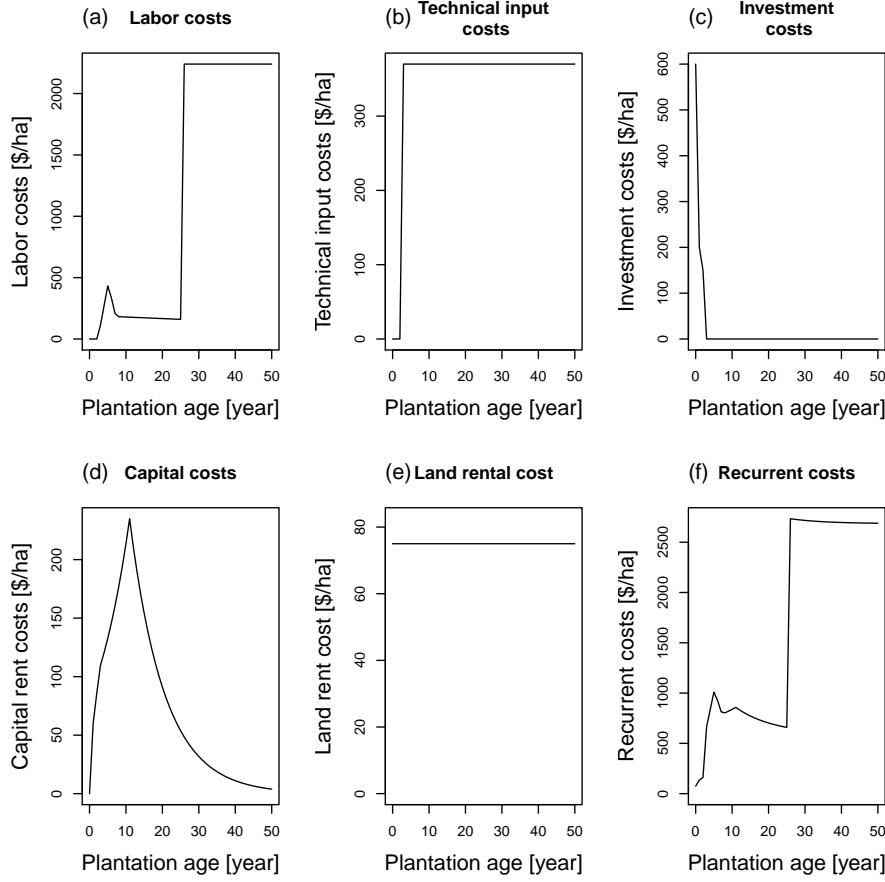 (a) Labor costs
Labor costs [$/ha]
0
500
1000
1500
2000
0 10 20 30 40 50
Plantation age [year]
(b) Technical input
costs
Technical input costs [$/ha]
0
100
200
300
0 10 20 30 40 50
Plantation age [year]
(c) Investment
costs
Investment costs [$/ha]
0
100
200
300
400
500
600
0 10 20 30 40 50
Plantation age [year]
(d) Capital costs
Capital rent costs [$/ha]
0
50
100
150
200
0 10 20 30 40 50
Plantation age [year]
(e) Land rental cost
Land rent cost [$/ha]
0
20
40
60
80
0 10 20 30 40 50
Plantation age [year]
(f) Recurrent costs
Recurrent costs [$/ha]
0
500
1000
1500
2000
2500
0 10 20 30 40 50
Plantation age [year]